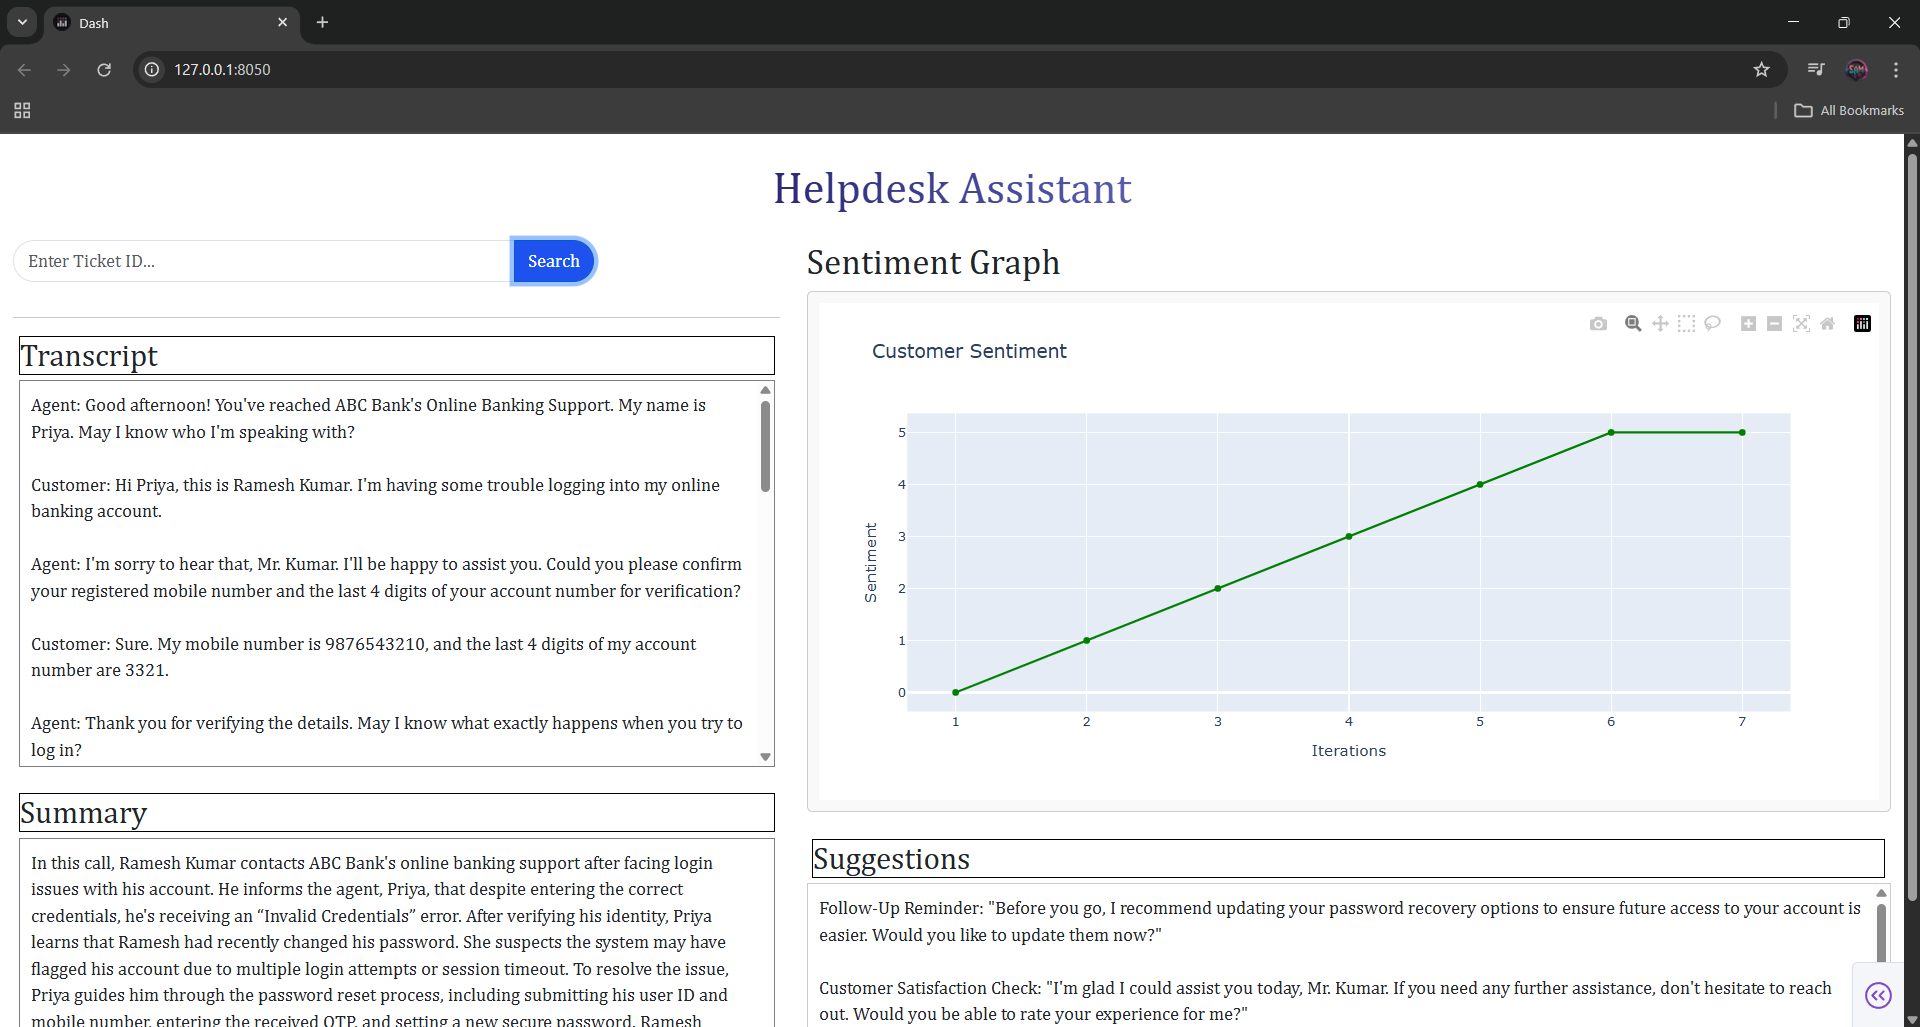 Dash
127.0.0.1:8050
All Bookmarks
Helpdesk Assistant
Enter Ticket ID...
Search
Transcript
Agent: Good afternoon! You've reached ABC Bank's Online Banking Support. My name is
Priya. May I know who I'm speaking with?
Customer: Hi Priya, this is Ramesh Kumar. I'm having some trouble logging into my online
banking account.
Agent: I'm sorry to hear that, Mr. Kumar. I'll be happy to assist you. Could you please confirm
your registered mobile number and the last 4 digits of your account number for verification?
Customer: Sure. My mobile number is 9876543210, and the last 4 digits of my account
number are 3321.
Agent: Thank you for verifying the details. May I know what exactly happens when you try to
log in?
Summary
In this call, Ramesh Kumar contacts ABC Bank's online banking support after facing login
issues with his account. He informs the agent, Priya, that despite entering the correct
credentials, he's receiving an “Invalid Credentials” error. After verifying his identity, Priya
learns that Ramesh had recently changed his password. She suspects the system may have
flagged his account due to multiple login attempts or session timeout. To resolve the issue,
Priya guides him through the password reset process, including submitting his user ID and
mobile number, entering the received OTP, and setting a new secure password. Ramesh
Sentiment Graph
Customer Sentiment
5
4
3
2
1
0
Sentiment
1 2 3 4 5 6 7
Iterations
Suggestions
Follow-Up Reminder: "Before you go, I recommend updating your password recovery options to ensure future access to your account is
easier. Would you like to update them now?"
Customer Satisfaction Check: "I'm glad I could assist you today, Mr. Kumar. If you need any further assistance, don't hesitate to reach
out. Would you be able to rate your experience for me?"